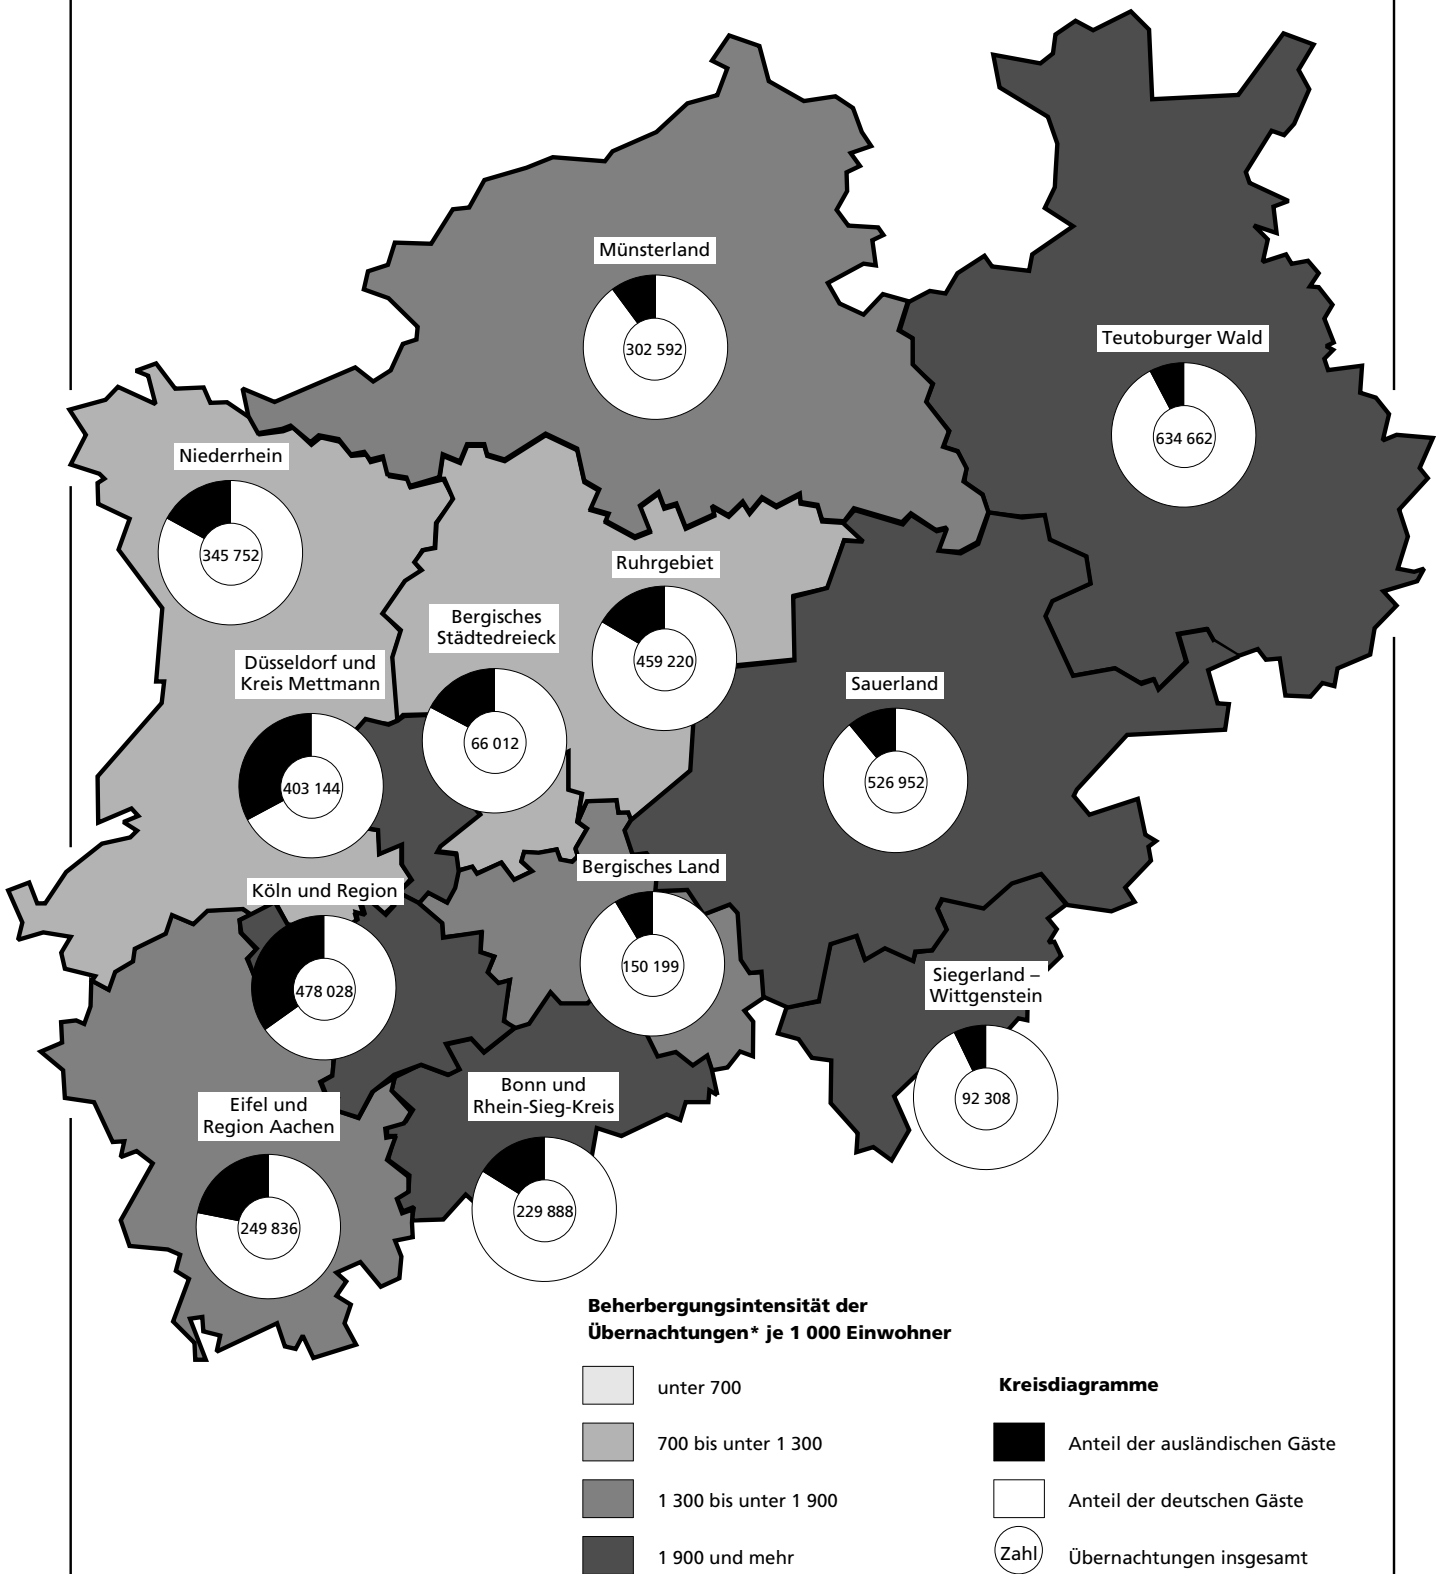 Münsterland
302 592
Teutoburger Wald
634 662
Niederrhein
345 752
Ruhrgebiet
459 220
Bergisches
Städtedreieck
66 012
Düsseldorf und
Kreis Mettmann
403 144
Sauerland
526 952
Bergisches Land
150 199
Köln und Region
478 028
Siegerland –
Wittgenstein
92 308
Bonn und
Rhein-Sieg-Kreis
229 888
Eifel und
Region Aachen
249 836
Beherbergungsintensität der
Übernachtungen* je 1 000 Einwohner
unter 700
700 bis unter 1 300
1 300 bis unter 1 900
1 900 und mehr
Kreisdiagramme
Anteil der ausländischen Gäste
Anteil der deutschen Gäste
Zahl Übernachtungen insgesamt